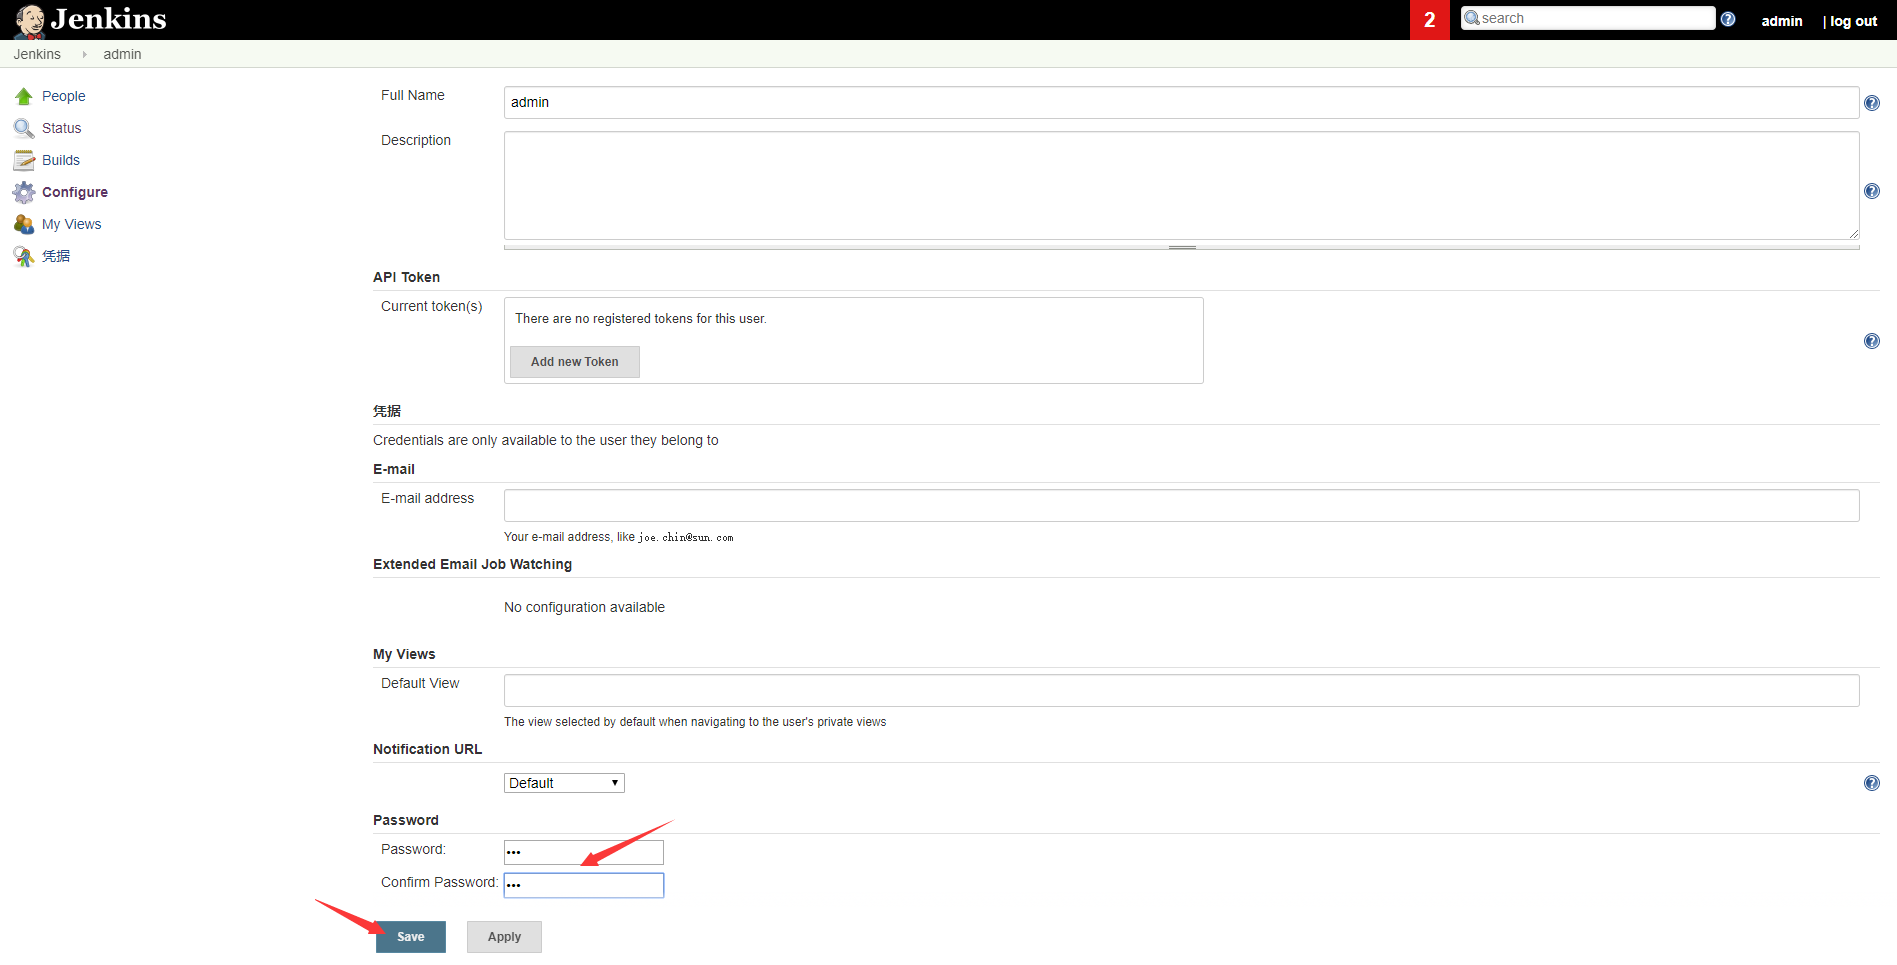 Jenkins
2
search
admin
| log out
Jenkins
admin
People
Status
Builds
Configure
My Views
凭据
Full Name
admin
Description
API Token
Current token(s)
There are no registered tokens for this user.
Add new Token
凭据
Credentials are only available to the user they belong to
E-mail
E-mail address
Your e-mail address, like joe.chin@sun.com
Extended Email Job Watching
No configuration available
My Views
Default View
The view selected by default when navigating to the user's private views
Notification URL
Default
Password
Password:
•••
Confirm Password:
•••
Save
Apply